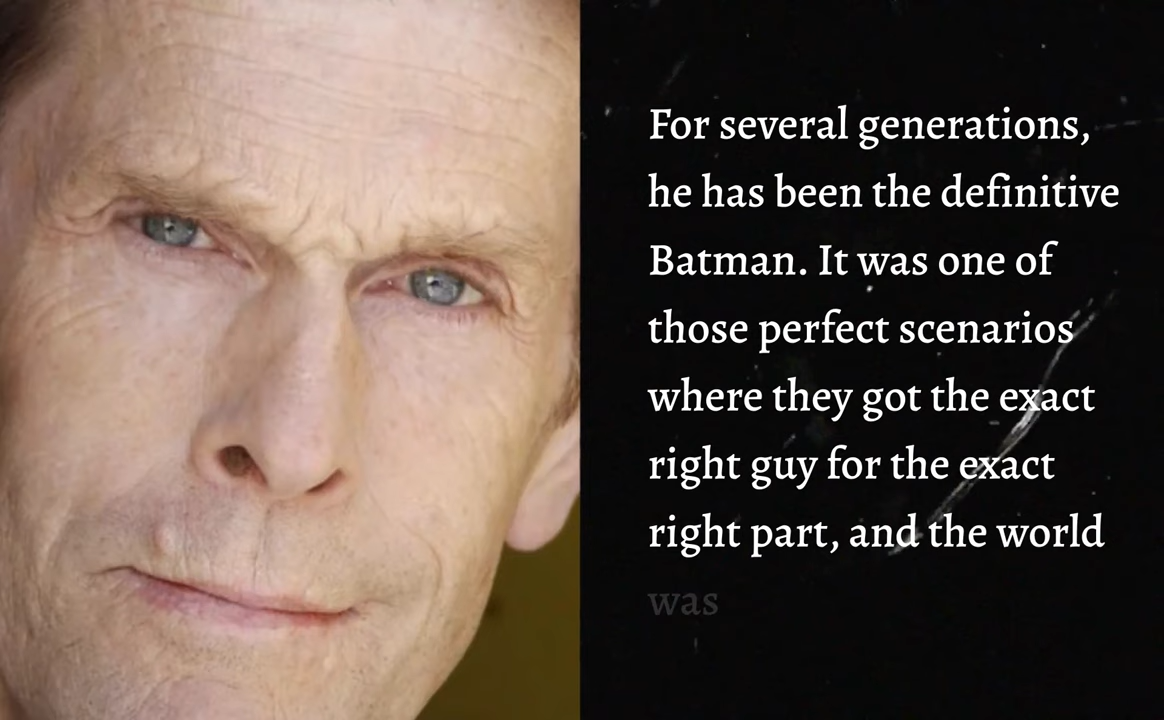 For several generations,
he has been the definitive
Batman. It was one of
those perfect scenarios
where they got the exact
right guy for the exact
right part, and the world
was